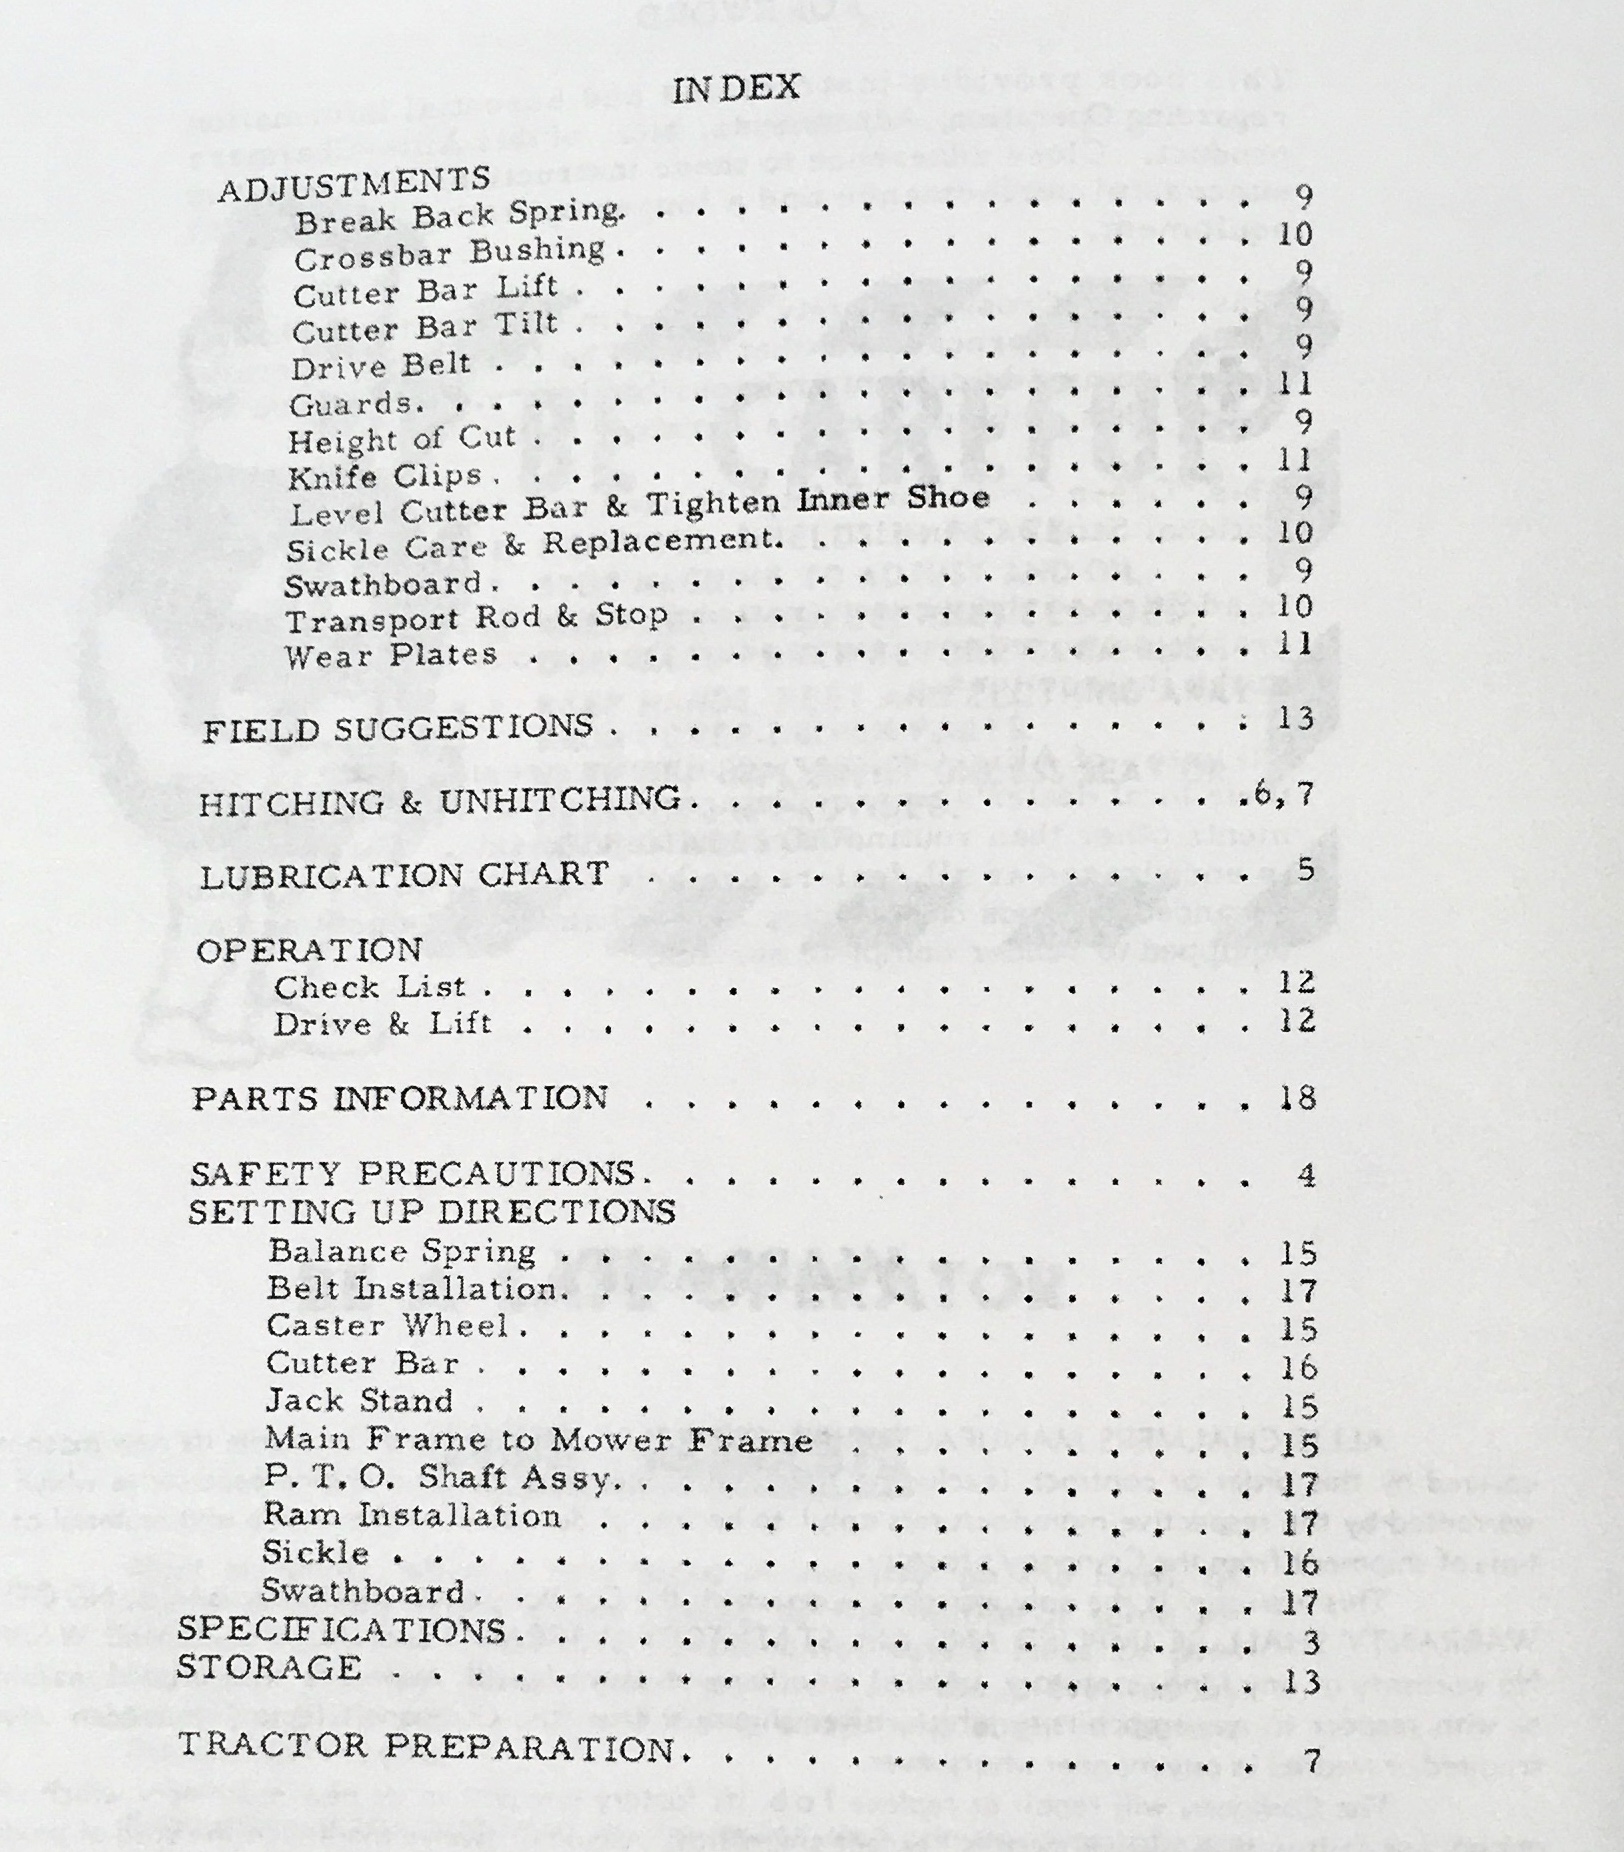 INDEX
ADJUSTMENTS
Break Back Spring. . . . . . . . . . . . . . . . 9
Crossbar Bushing . . . . . . . . . . . . . . . . 10
Cutter Bar Lift . . . . . . . . . . . . . . . . . 9
Cutter Bar Tilt . . . . . . . . . . . . . . . . . 9
Drive Belt . . . . . . . . . . . . . . . . . . . 9
Guards. . . . . . . . . . . . . . . . . . . . . 11
Height of Cut . . . . . . . . . . . . . . . . . . 9
Knife Clips . . . . . . . . . . . . . . . . . . . 11
Level Cutter Bar & Tighten Inner Shoe . . . . . . 9
Sickle Care & Replacement. . . . . . . . . . . . 10
Swathboard . . . . . . . . . . . . . . . . . . . 9
Transport Rod & Stop . . . . . . . . . . . . . . 10
Wear Plates . . . . . . . . . . . . . . . . . . 11
FIELD SUGGESTIONS . . . . . . . . . . . . . . . . 13
HITCHING & UNHITCHING. . . . . . . . . . . . . . 6, 7
LUBRICATION CHART . . . . . . . . . . . . . . . 5
OPERATION
Check List . . . . . . . . . . . . . . . . . . . 12
Drive & Lift . . . . . . . . . . . . . . . . . . 12
PARTS INFORMATION . . . . . . . . . . . . . . . 18
SAFETY PRECAUTIONS. . . . . . . . . . . . . . . 4
SETTING UP DIRECTIONS
Balance Spring . . . . . . . . . . . . . . . . . 15
Belt Installation. . . . . . . . . . . . . . . . . 17
Caster Wheel . . . . . . . . . . . . . . . . . . 15
Cutter Bar . . . . . . . . . . . . . . . . . . . 16
Jack Stand . . . . . . . . . . . . . . . . . . . 15
Main Frame to Mower Frame . . . . . . . . . . 15
P. T. O. Shaft Assy. . . . . . . . . . . . . . . . 17
Ram Installation . . . . . . . . . . . . . . . . 17
Sickle . . . . . . . . . . . . . . . . . . . . . 16
Swathboard . . . . . . . . . . . . . . . . . . . 17
SPECIFICATIONS . . . . . . . . . . . . . . . . . . 3
STORAGE . . . . . . . . . . . . . . . . . . . . . 13
TRACTOR PREPARATION. . . . . . . . . . . . . . 7